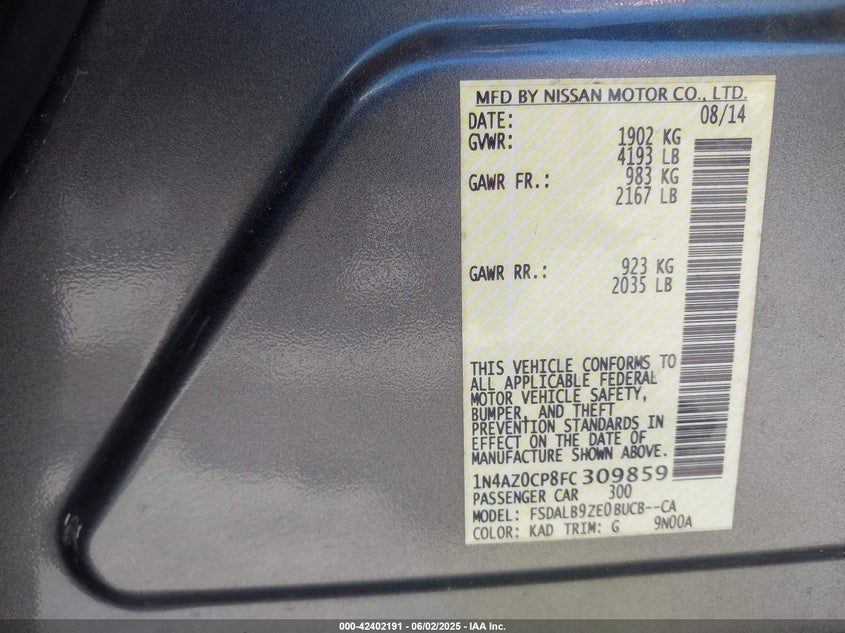 MFD BY NISSAN MOTOR CO., LTD.
DATE: 08/14
GVWR: 1902 KG
4193 LB
GAWR FR.: 983 KG
2167 LB
GAWR RR.: 923 KG
2035 LB
THIS VEHICLE CONFORMS TO
ALL APPLICABLE FEDERAL
MOTOR VEHICLE SAFETY,
BUMPER, AND THEFT
PREVENTION STANDARDS IN
EFFECT ON THE DATE OF
MANUFACTURE SHOWN ABOVE.
1N4AZ0CP8FC309859
PASSENGER CAR 300
MODEL: FSDALB9ZE0BUCB--CA
COLOR: KAD TRIM: G 9N00A
000-42402191 - 06/02/2025 - IAA Inc.